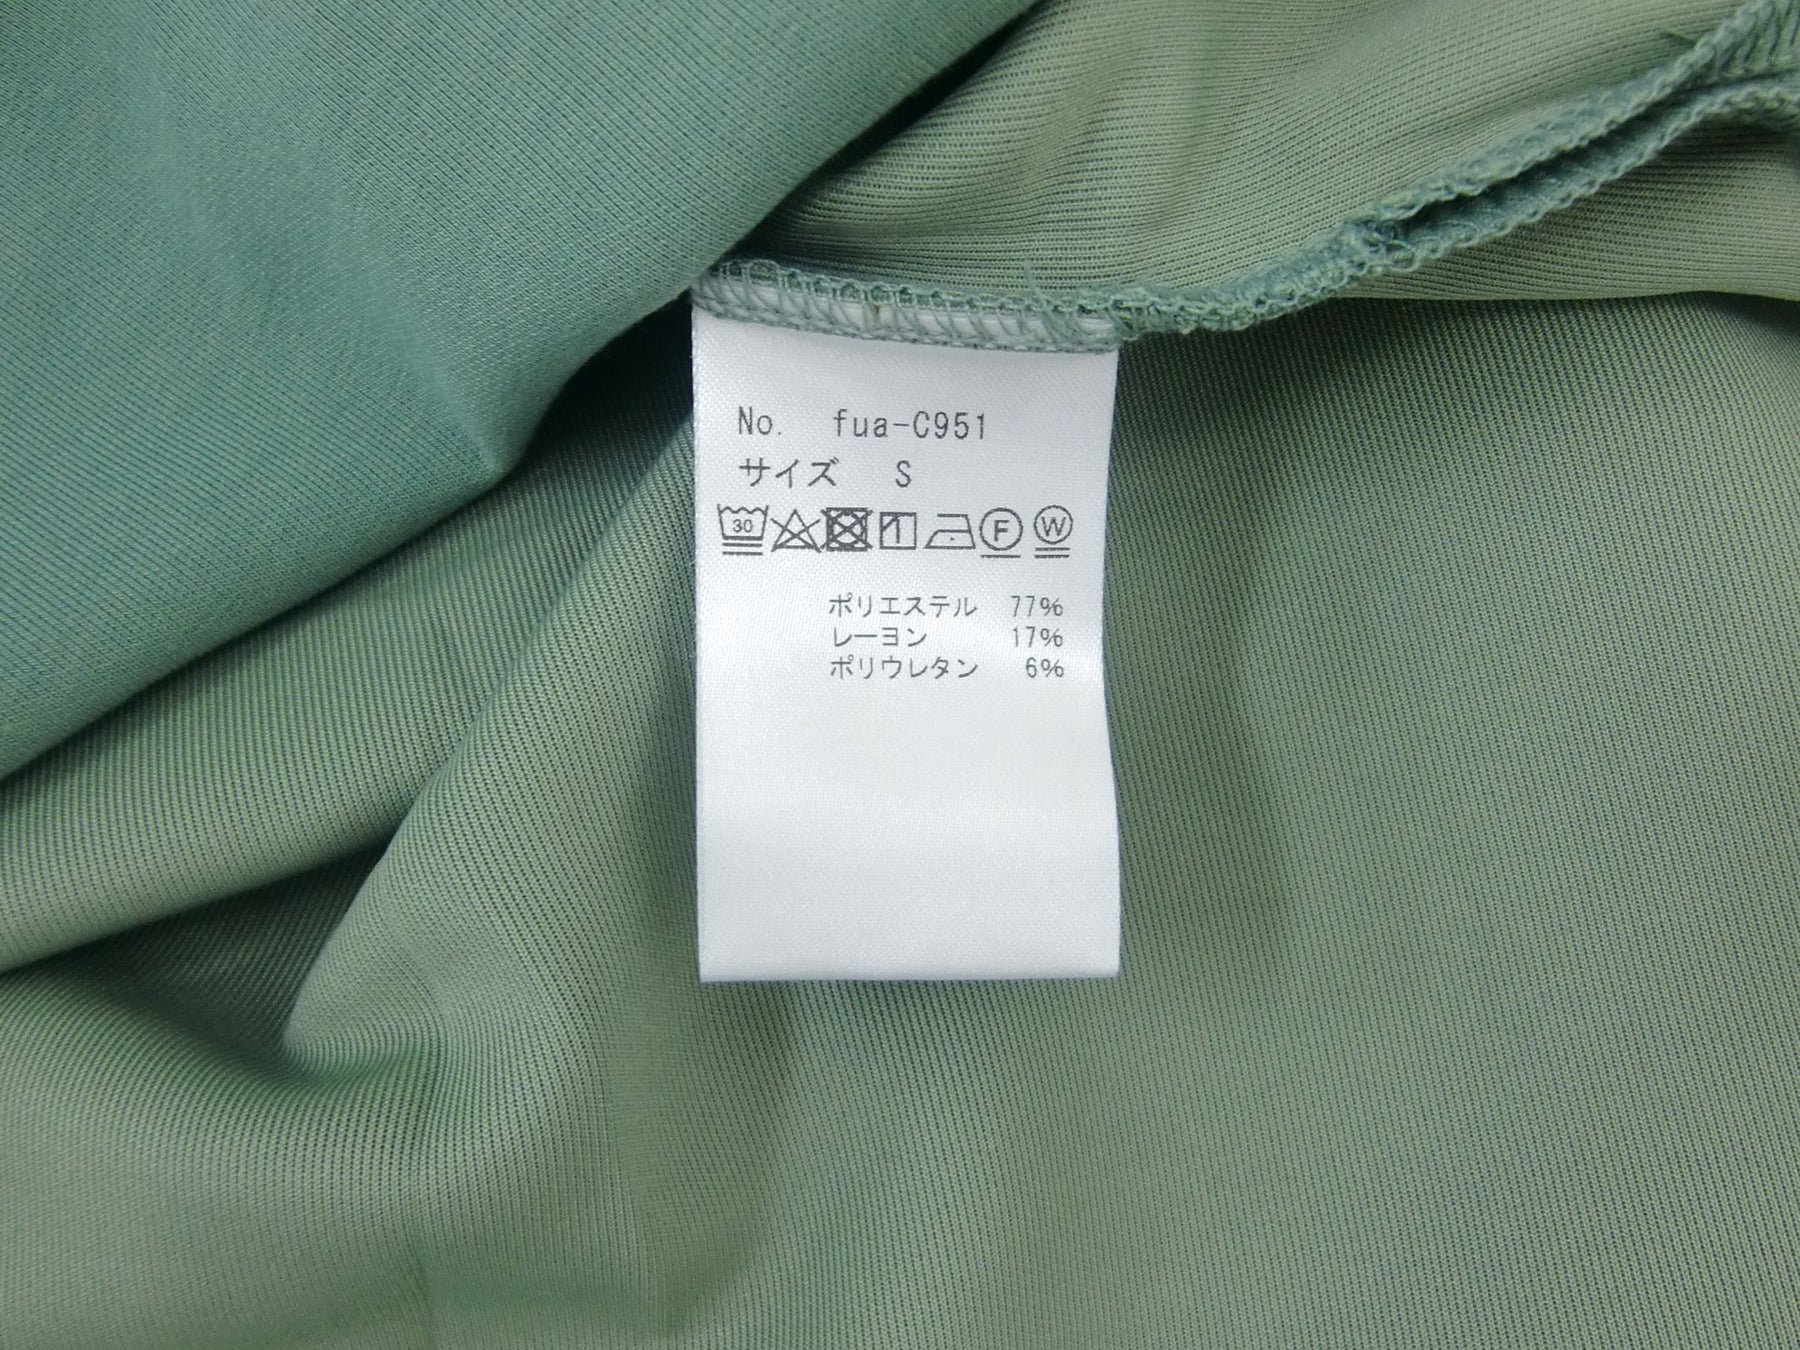 No. fua-C951
サイズ S
30 F W
ポリエステル 77%
レーヨン 17%
ポリウレタン 6%